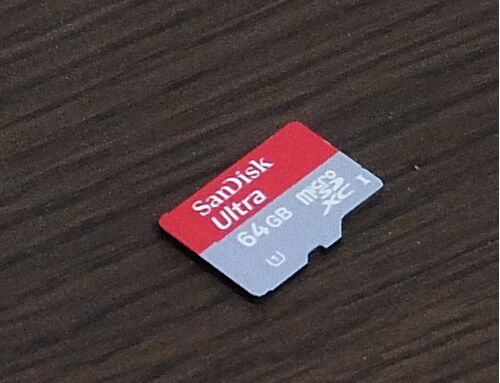 SanDisk
Ultra
64GB
micro
SD
XC I
U1